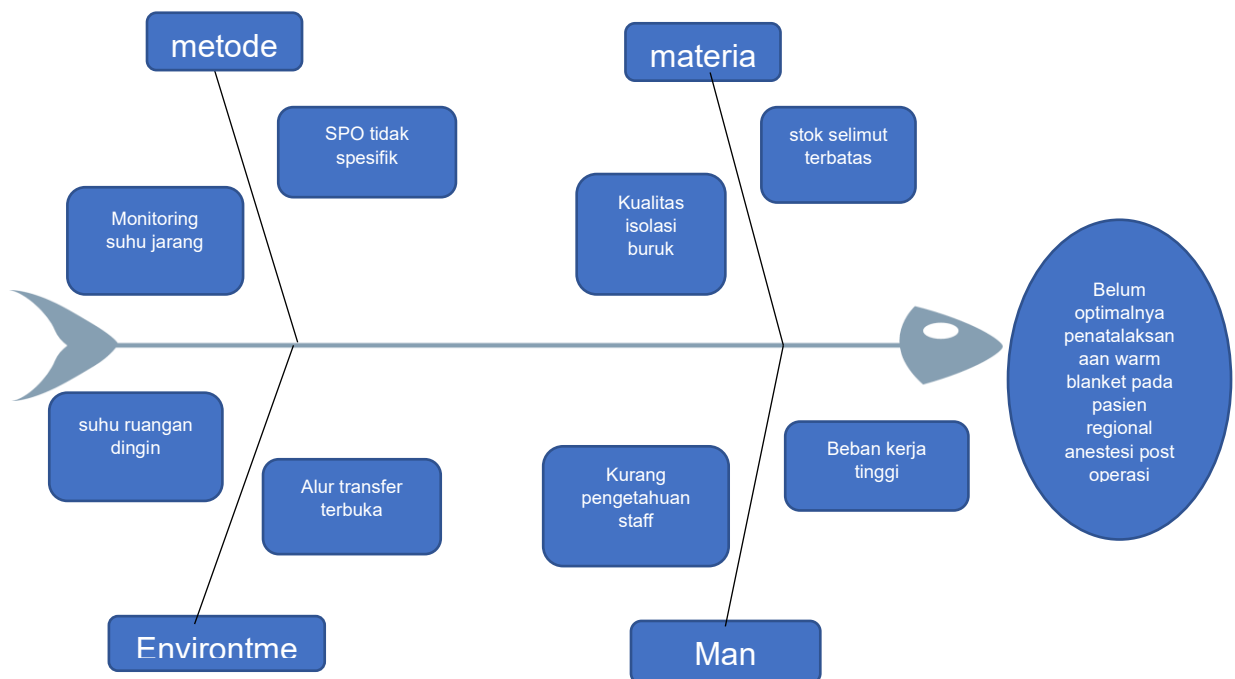 metode
materia
SPO tidak
spesifik
stok selimut
terbatas
Monitoring
suhu jarang
Kualitas
isolasi
buruk
Belum
optimalnya
penatalaksan
aan warm
blanket pada
pasien
regional
anestesi post
operasi
suhu ruangan
dingin
Alur transfer
terbuka
Kurang
pengetahuan
staff
Beban kerja
tinggi
Environtme
Man